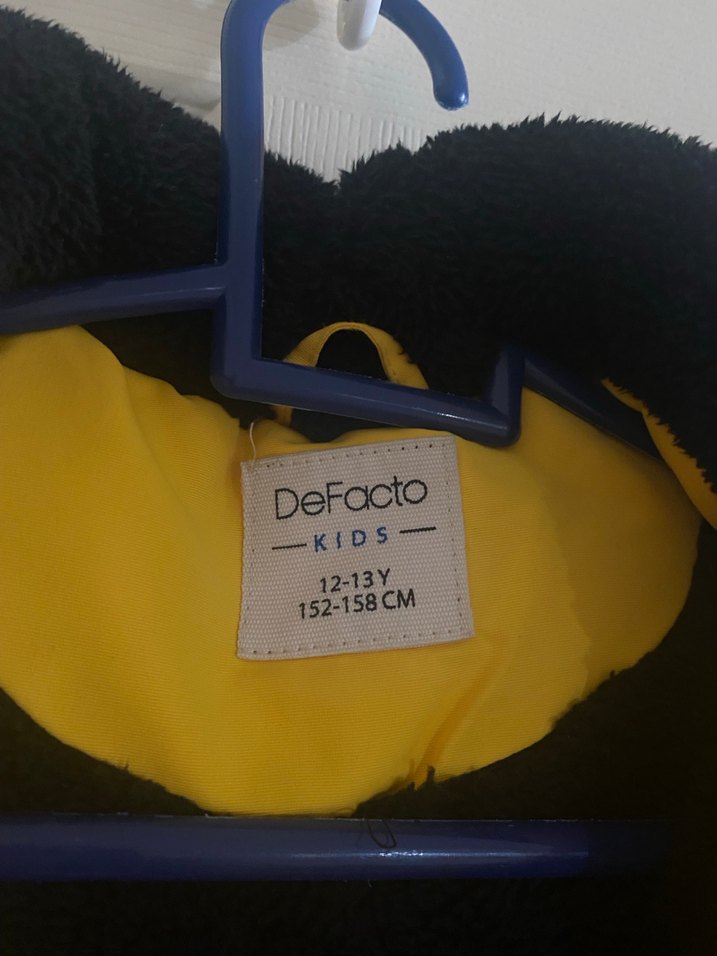 DeFacto
KIDS
12-13 Y
152-158 CM